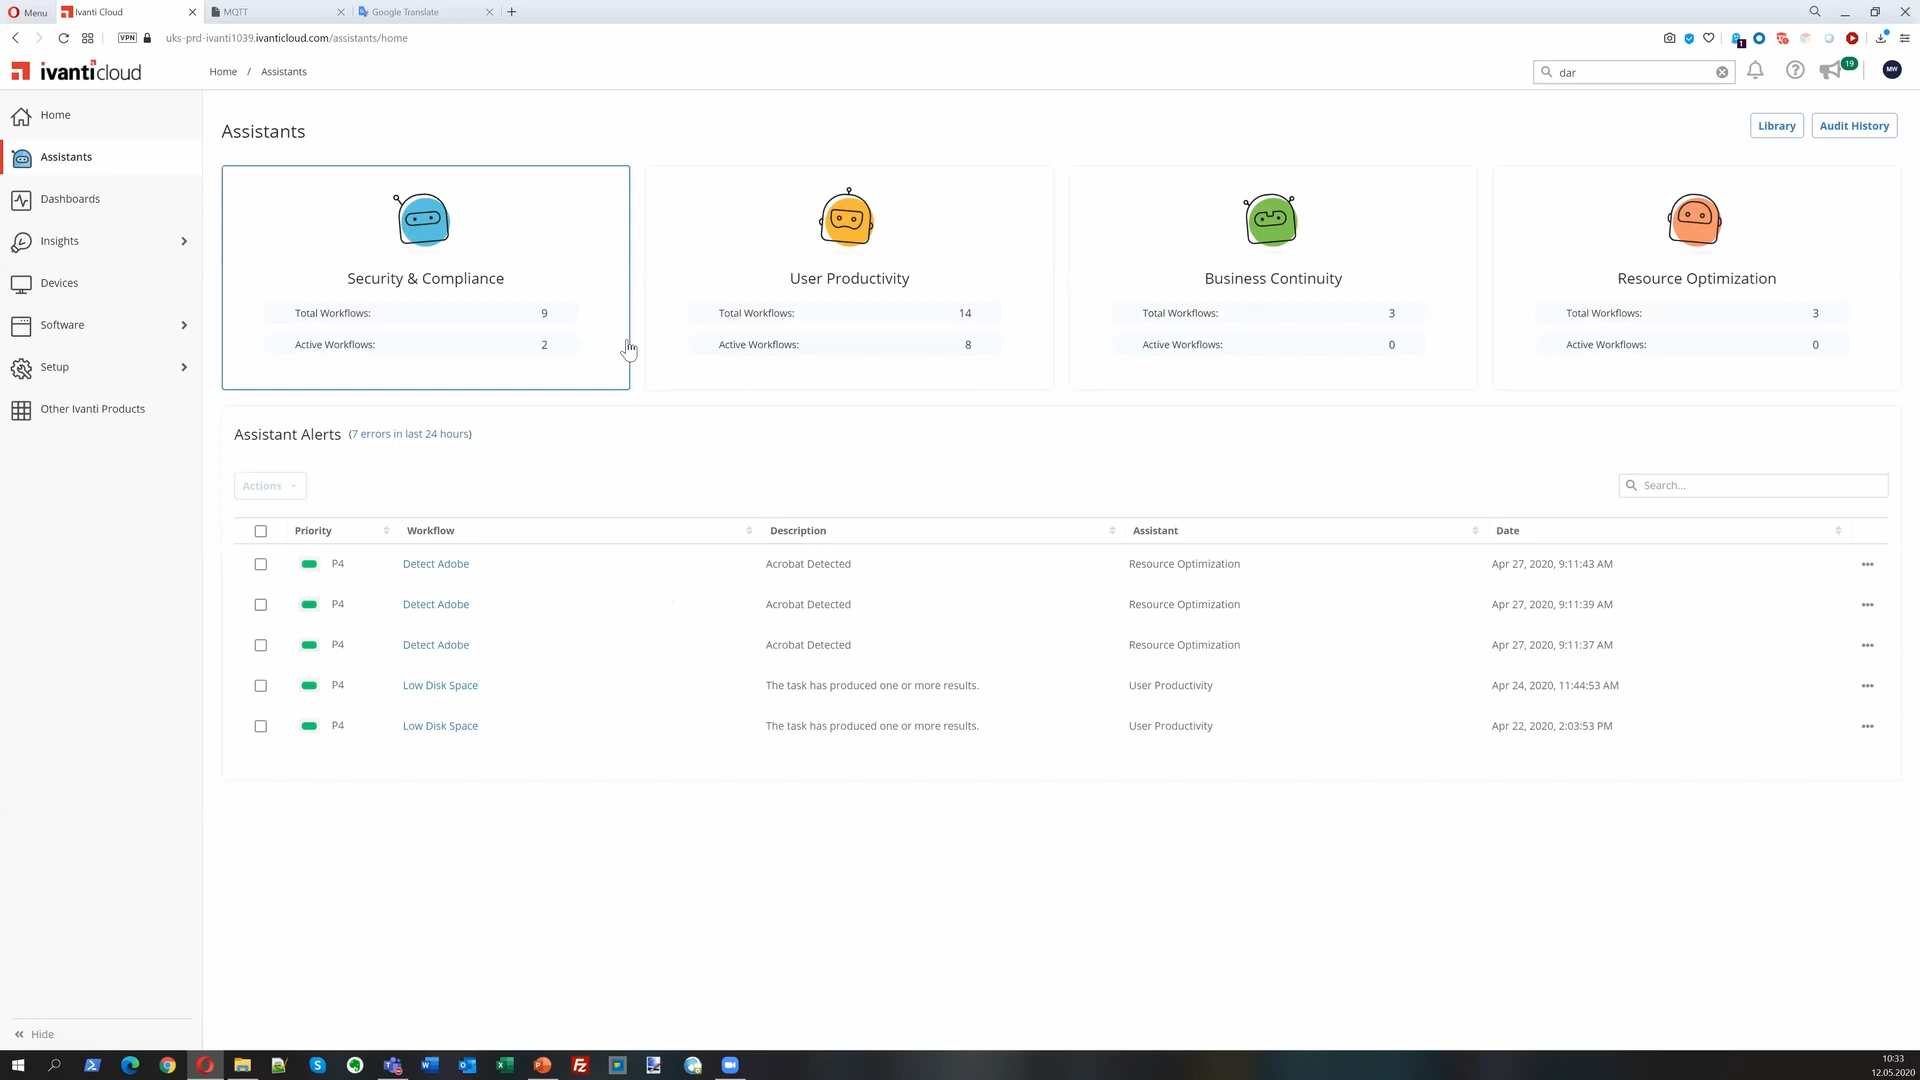 Menu
Ivanti Cloud
MQTT
Google Translate
VPN
uks-prd-ivanti1039.ivanticloud.com/assistants/home
1
ivanticloud
Home / Assistants
dar
19
MW
Home
Assistants
Dashboards
Insights
Devices
Software
Setup
Other Ivanti Products
Hide
Assistants
Library
Audit History
Security & Compliance
Total Workflows: 9
Active Workflows: 2
User Productivity
Total Workflows: 14
Active Workflows: 8
Business Continuity
Total Workflows: 3
Active Workflows: 0
Resource Optimization
Total Workflows: 3
Active Workflows: 0
Assistant Alerts (7 errors in last 24 hours)
Actions
Search...
Priority Workflow Description Assistant Date
P4 Detect Adobe Acrobat Detected Resource Optimization Apr 27, 2020, 9:11:43 AM
P4 Detect Adobe Acrobat Detected Resource Optimization Apr 27, 2020, 9:11:39 AM
P4 Detect Adobe Acrobat Detected Resource Optimization Apr 27, 2020, 9:11:37 AM
P4 Low Disk Space The task has produced one or more results. User Productivity Apr 24, 2020, 11:44:53 AM
P4 Low Disk Space The task has produced one or more results. User Productivity Apr 22, 2020, 2:03:53 PM
10:33
12.05.2020